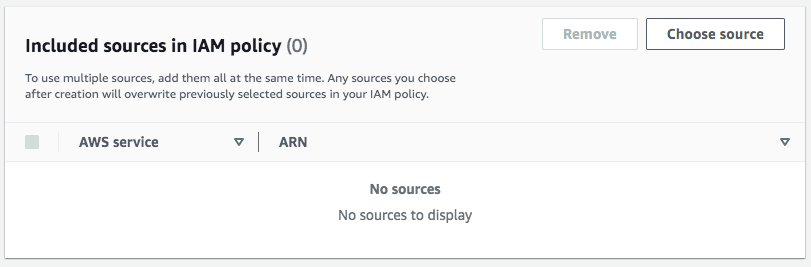 Included sources in IAM policy (0)
Remove
Choose source
To use multiple sources, add them all at the same time. Any sources you choose
after creation will overwrite previously selected sources in your IAM policy.
AWS service
ARN
No sources
No sources to display